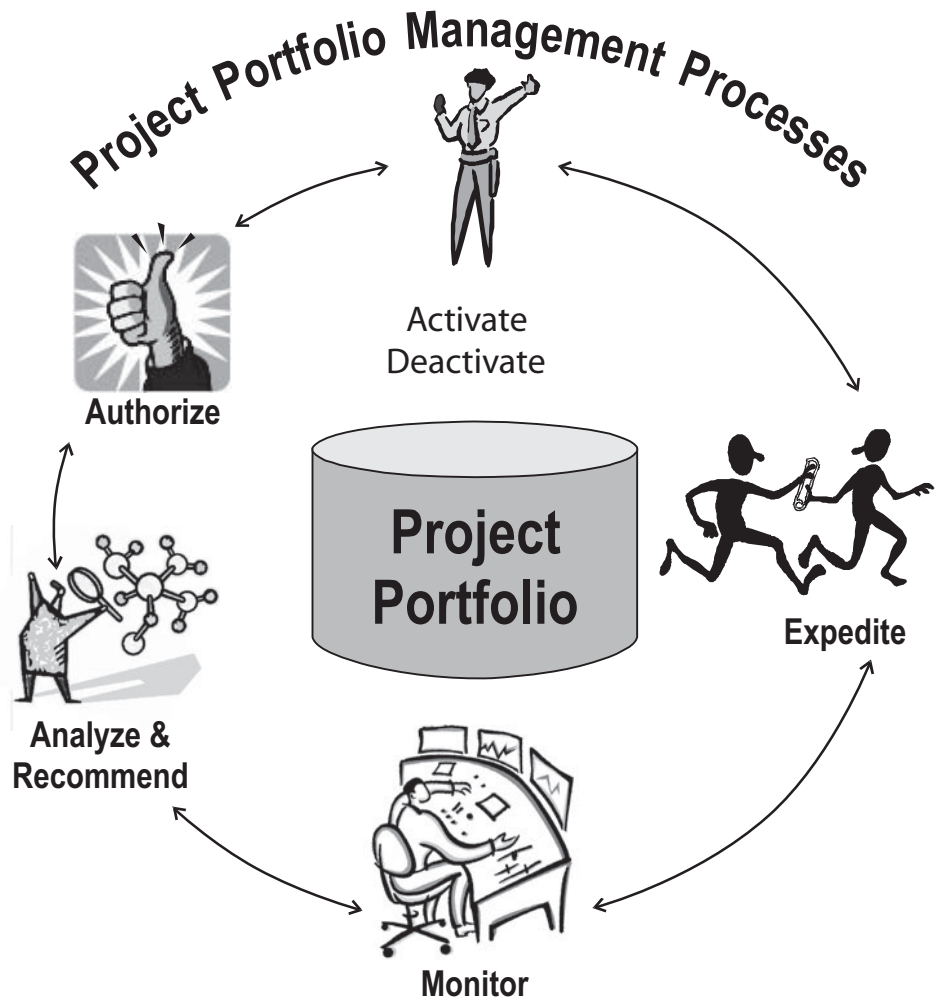 Project Portfolio Management Processes
Activate
Deactivate
Authorize
Project
Portfolio
Expedite
Analyze &
Recommend
Monitor